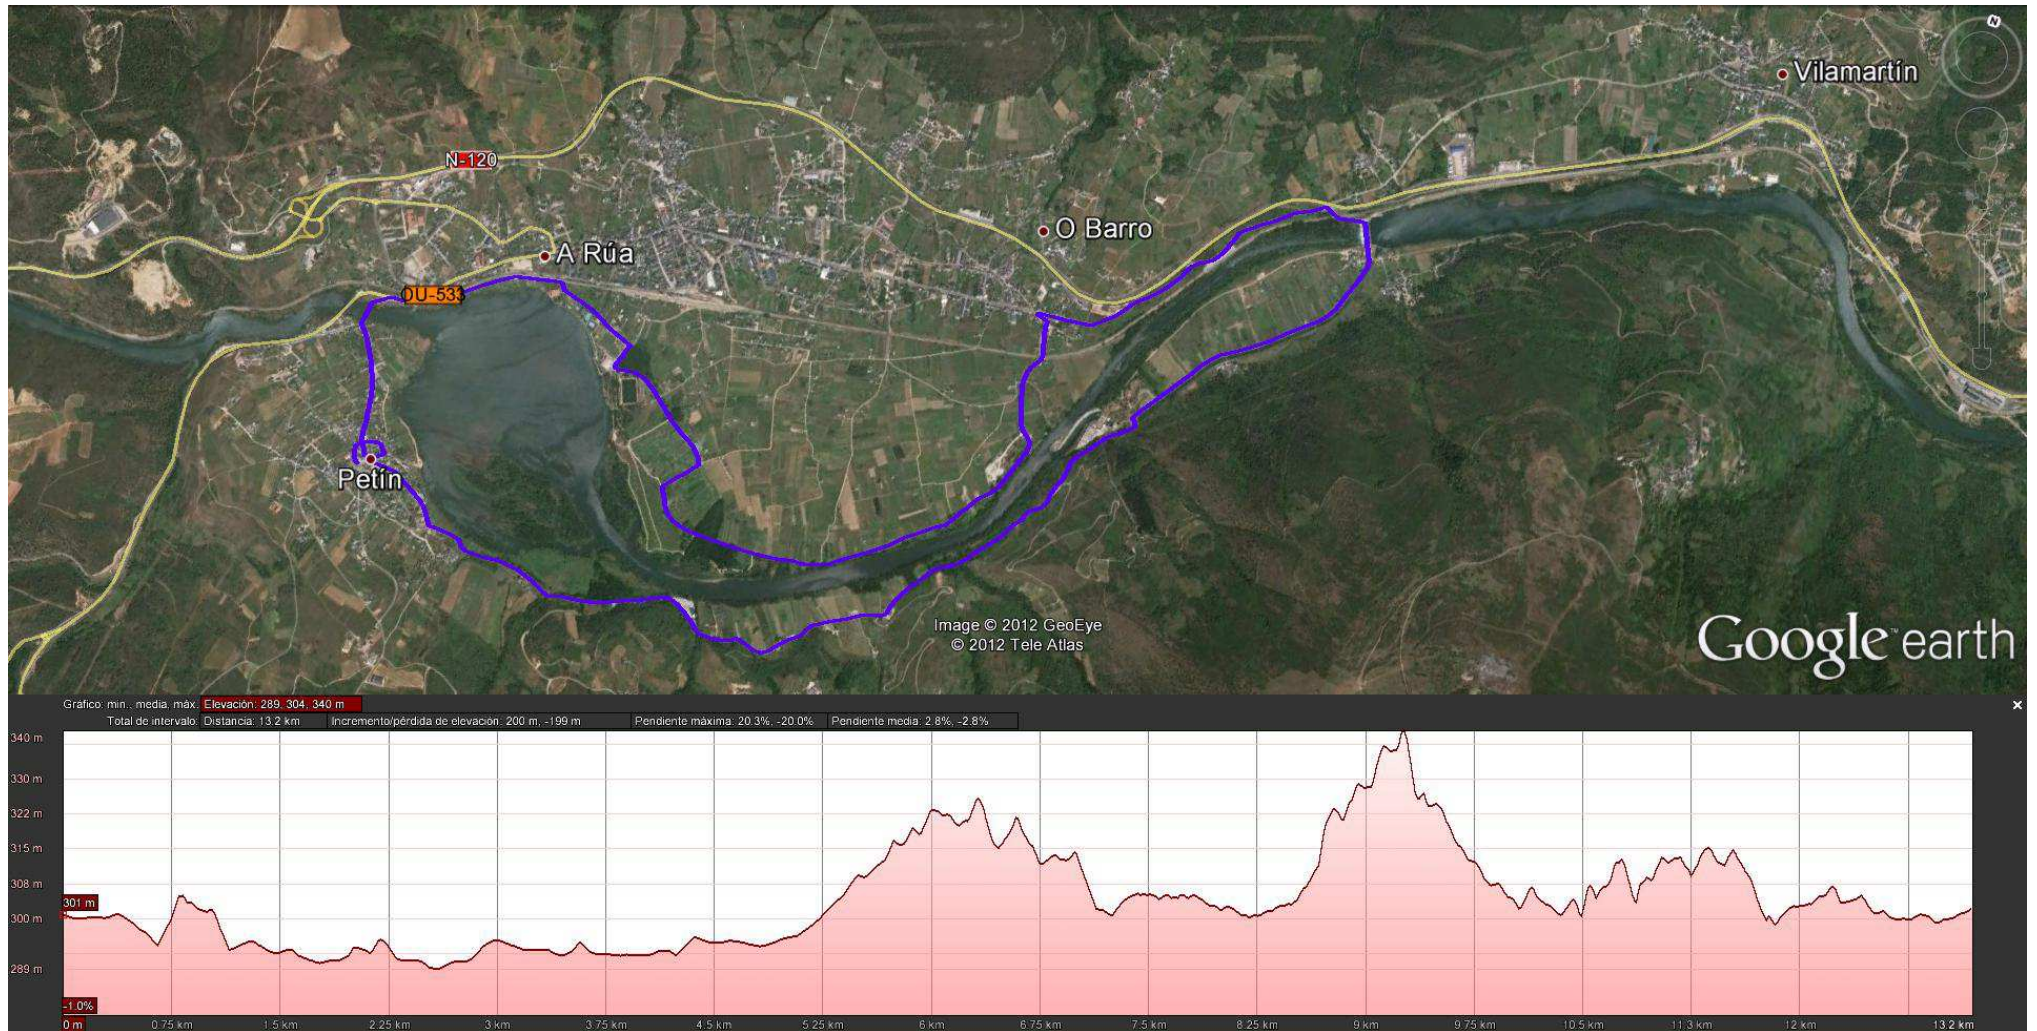 N
Vilamartín
N-120
O Barro
A Rúa
OU-533
Petín
Image © 2012 GeoEye
© 2012 Tele Atlas
Google earth
Gráfico: min., media, máx. Elevación: 289, 304, 340 m
Total de intervalo: Distancia: 13.2 km Incremento/pérdida de elevación: 200 m, -199 m Pendiente máxima: 20.3%, -20.0% Pendiente media: 2.8%, -2.8%
340 m
330 m
322 m
315 m
308 m
301 m
300 m
289 m
-1.0%
0 m 0.75 km 1.5 km 2.25 km 3 km 3.75 km 4.5 km 5.25 km 6 km 6.75 km 7.5 km 8.25 km 9 km 9.75 km 10.5 km 11.3 km 12 km 13.2 km